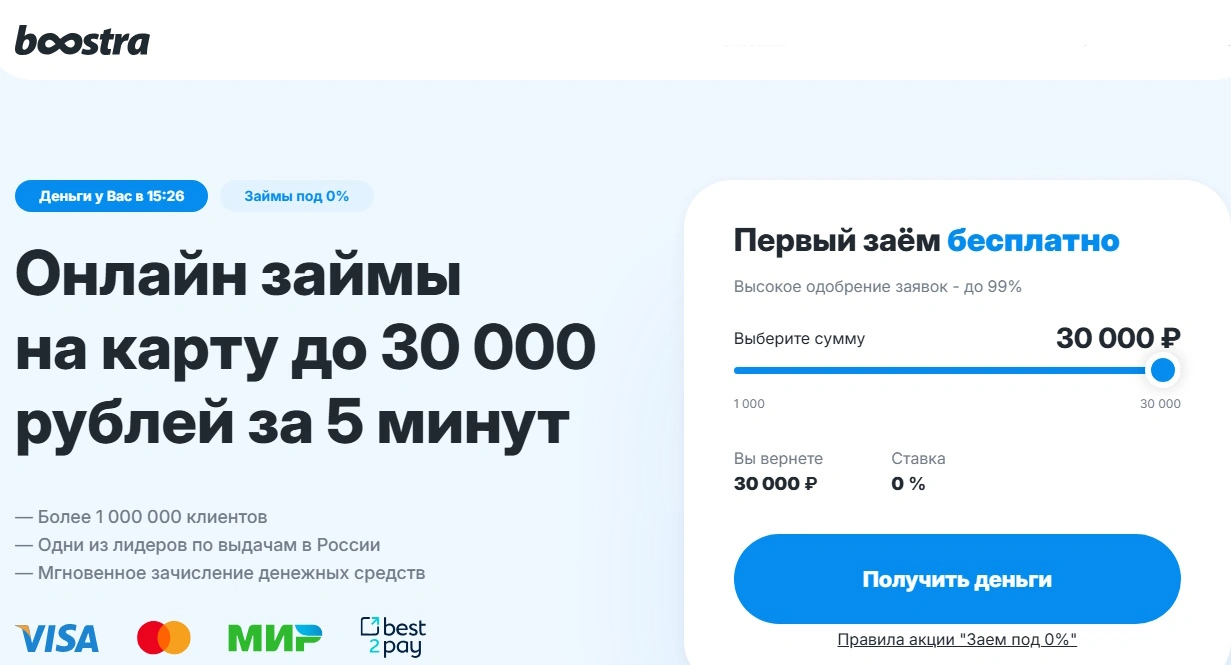 boostra
Деньги у Вас в 15:26
Займы под 0%
Онлайн займы
на карту до 30 000
рублей за 5 минут
— Более 1 000 000 клиентов
— Одни из лидеров по выдачам в России
— Мгновенное зачисление денежных средств
VISA
МИР
best
2pay
Первый заём бесплатно
Высокое одобрение заявок - до 99%
Выберите сумму
30 000 ₽
1 000
30 000
Вы вернете
Ставка
30 000 ₽
0 %
Получить деньги
Правила акции "Заем под 0%"